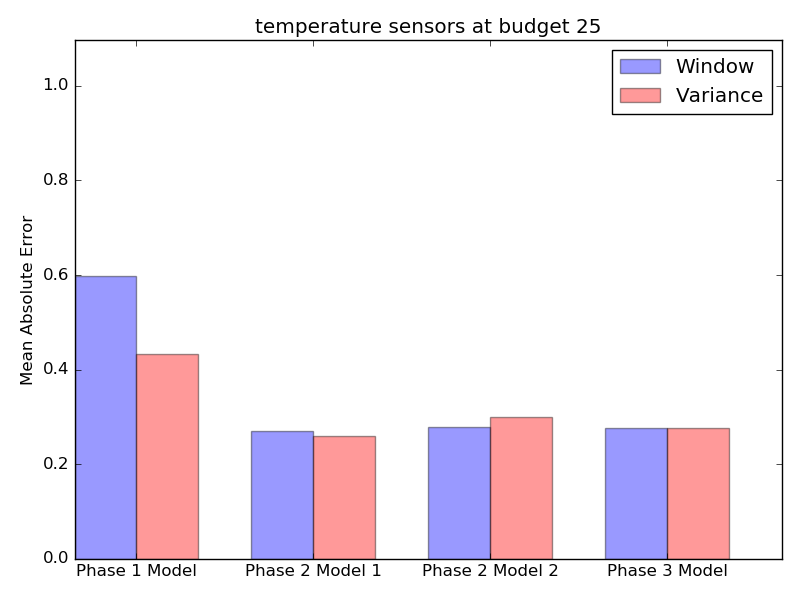 temperature sensors at budget 25
Window
Variance
Mean Absolute Error
1.0
0.8
0.6
0.4
0.2
0.0
Phase 1 Model
Phase 2 Model 1
Phase 2 Model 2
Phase 3 Model